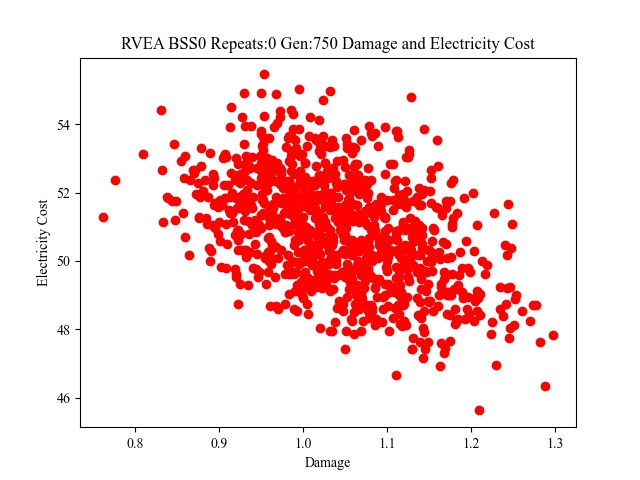 RVEA BSS0 Repeats:0 Gen:750 Damage and Electricity Cost
54
52
50
48
46
Electricity Cost
0.8 0.9 1.0 1.1 1.2 1.3
Damage